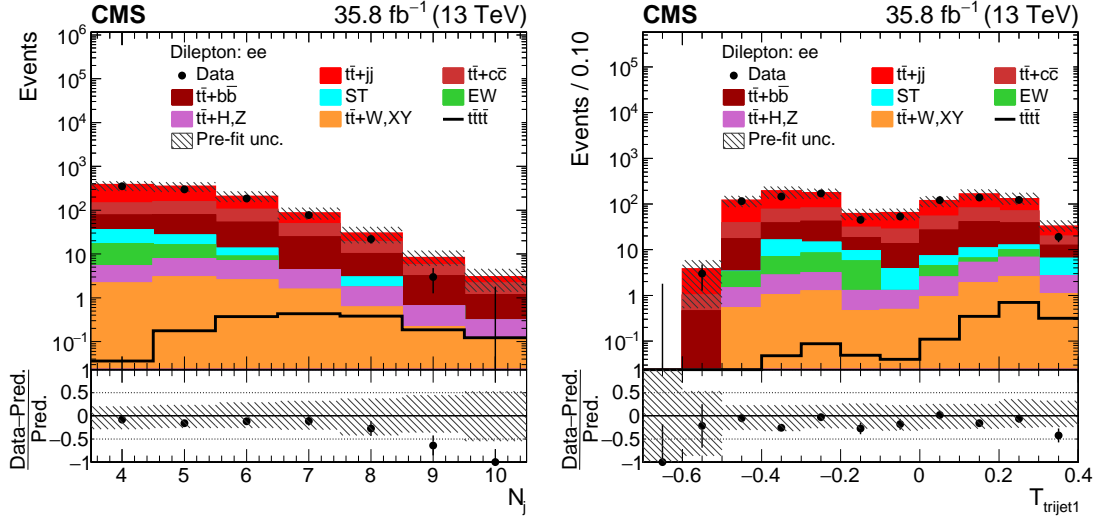 CMS 35.8 fb⁻¹ (13 TeV)
Events
10⁶
10⁵
10⁴
10³
10²
10
1
10⁻¹
Dilepton: ee
Data
tt̄+jj
tt̄+cc̄
tt̄+bb̄
ST
EW
tt̄+H,Z
tt̄+W,XY
tt̄tt̄
Pre-fit unc.
Data–Pred.
Pred.
1
0.5
0
−0.5
−1
4 5 6 7 8 9 10
N_j
CMS 35.8 fb⁻¹ (13 TeV)
Events / 0.10
10⁵
10⁴
10³
10²
10
1
10⁻¹
Dilepton: ee
Data
tt̄+jj
tt̄+cc̄
tt̄+bb̄
ST
EW
tt̄+H,Z
tt̄+W,XY
tt̄tt̄
Pre-fit unc.
Data–Pred.
Pred.
1
0.5
0
−0.5
−1
−0.6 −0.4 −0.2 0 0.2 0.4
T_trijet1